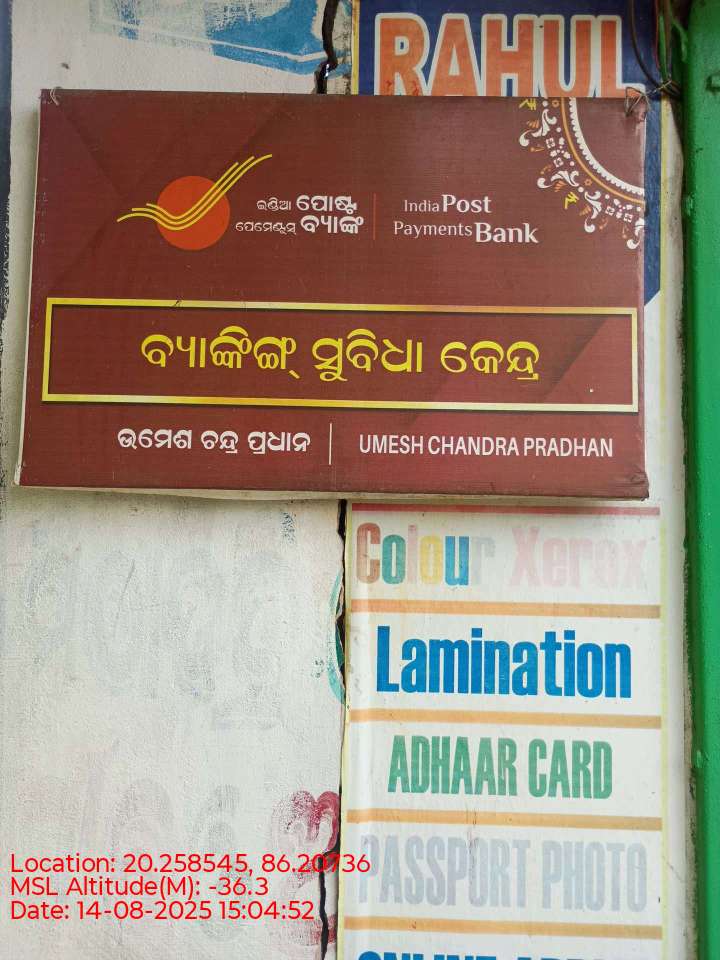 RAHUL
ଇଣ୍ଡିଆ ପୋଷ୍ଟ
ପେମେଣ୍ଟସ୍ ବ୍ୟାଙ୍କ
India Post
Payments Bank
ବ୍ୟାଙ୍କିଙ୍ଗ୍ ସୁବିଧା କେନ୍ଦ୍ର
ଉମେଶ ଚନ୍ଦ୍ର ପ୍ରଧାନ
UMESH CHANDRA PRADHAN
Colour Xerox
Lamination
ADHAAR CARD
PASSPORT PHOTO
Location: 20.258545, 86.20736
MSL Altitude(M): -36.3
Date: 14-08-2025 15:04:52